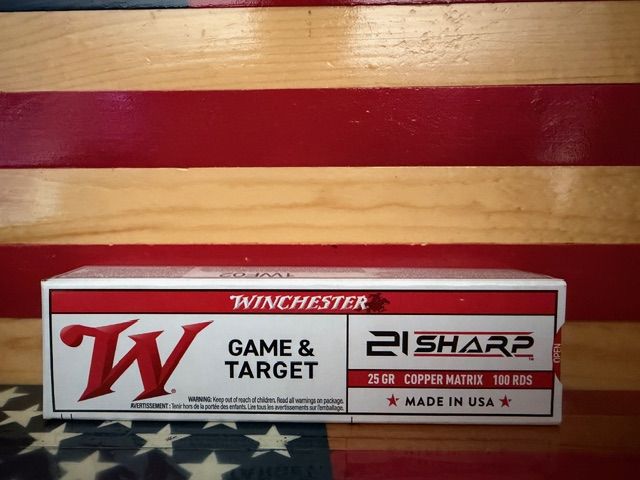 WINCHESTER
W
GAME &
TARGET
WARNING: Keep out of reach of children. Read all warnings on package.
AVERTISSEMENT: Tenir hors de la portée des enfants. Lire tous les avertissements sur l'emballage.
21 SHARP
25 GR COPPER MATRIX 100 RDS
★ MADE IN USA ★
OPEN